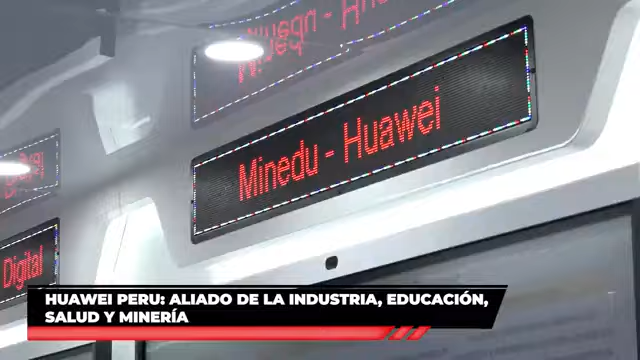 Minedu - Huawei
Digital
HUAWEI PERU: ALIADO DE LA INDUSTRIA, EDUCACIÓN,
SALUD Y MINERÍA